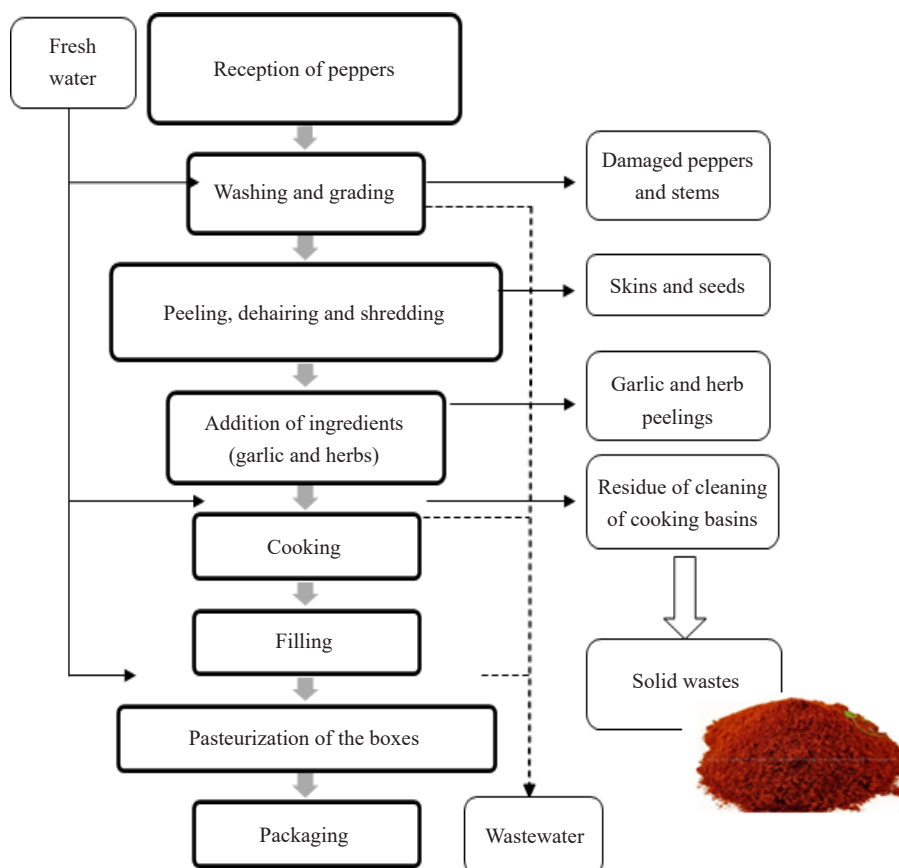 Fresh
water
Reception of peppers
Washing and grading
Damaged peppers
and stems
Peeling, dehairing and shredding
Skins and seeds
Addition of ingredients
(garlic and herbs)
Garlic and herb
peelings
Residue of cleaning
of cooking basins
Cooking
Filling
Solid wastes
Pasteurization of the boxes
Packaging
Wastewater